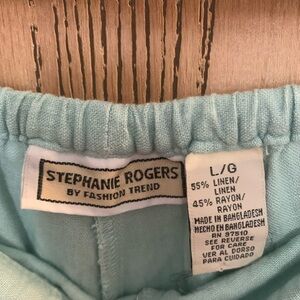 STEPHANIE ROGERS
BY FASHION TREND
L/G
55% LINEN/
LINEN
45% RAYON/
RAYON
MADE IN BANGLADESH
HECHO EN BANGLADESH
RN 97510
SEE REVERSE
FOR CARE
VER AL DORSO
PARA CUIDADO